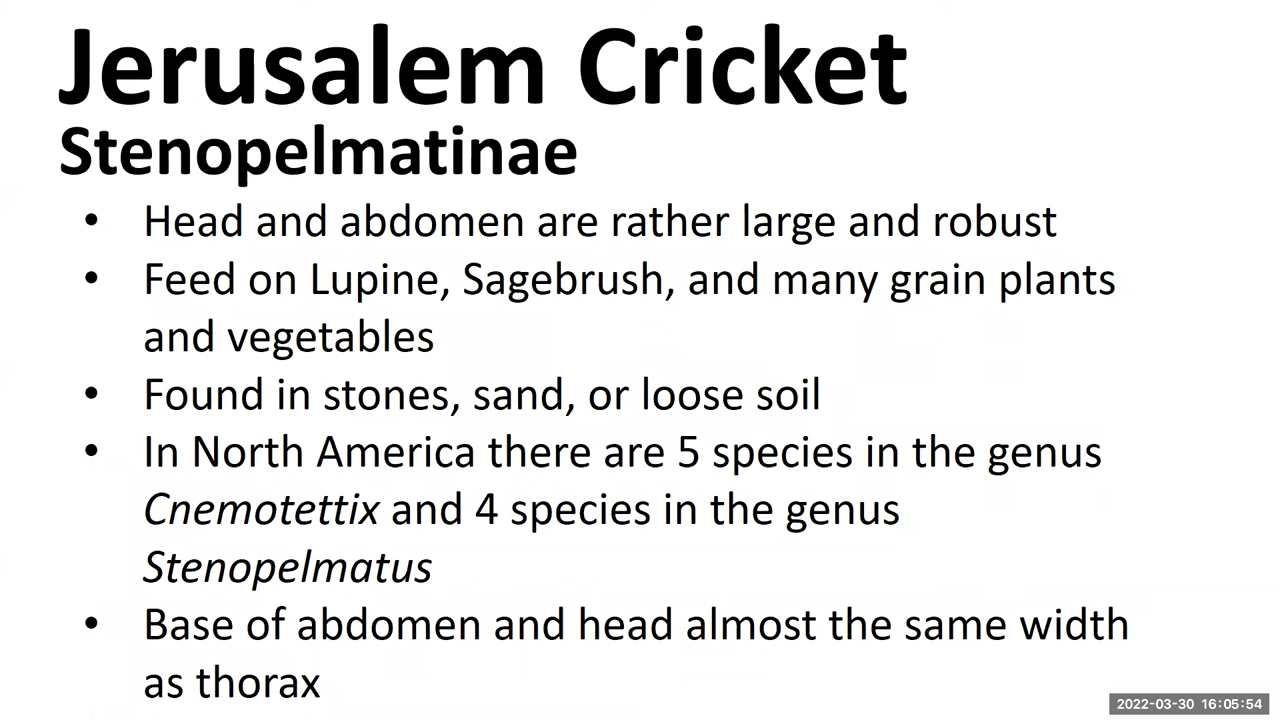 Jerusalem Cricket
Stenopelmatinae
• Head and abdomen are rather large and robust
• Feed on Lupine, Sagebrush, and many grain plants
and vegetables
• Found in stones, sand, or loose soil
• In North America there are 5 species in the genus
Cnemotettix and 4 species in the genus
Stenopelmatus
• Base of abdomen and head almost the same width
as thorax
2022-03-30 16:05:54